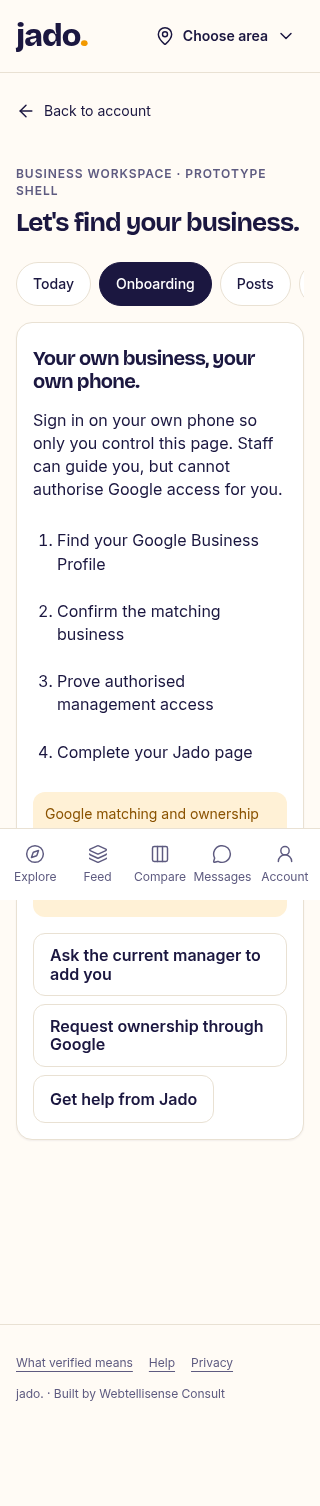 jado.
Choose area
Back to account
BUSINESS WORKSPACE · PROTOTYPE
SHELL
Let's find your business.
Today
Onboarding
Posts
Your own business, your
own phone.
Sign in on your own phone so
only you control this page. Staff
can guide you, but cannot
authorise Google access for you.
1. Find your Google Business
Profile
2. Confirm the matching
business
3. Prove authorised
management access
4. Complete your Jado page
Google matching and ownership
Explore
Feed
Compare
Messages
Account
Ask the current manager to
add you
Request ownership through
Google
Get help from Jado
What verified means
Help
Privacy
jado. · Built by Webtellisense Consult